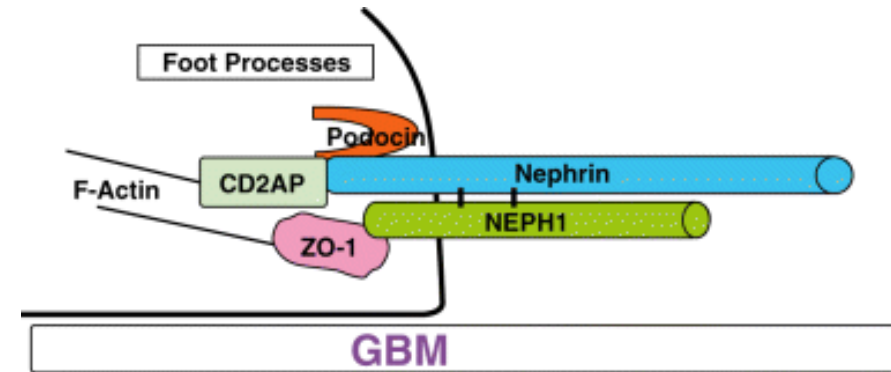 Foot Processes
Podocin
Nephrin
CD2AP
F-Actin
NEPH1
ZO-1
GBM